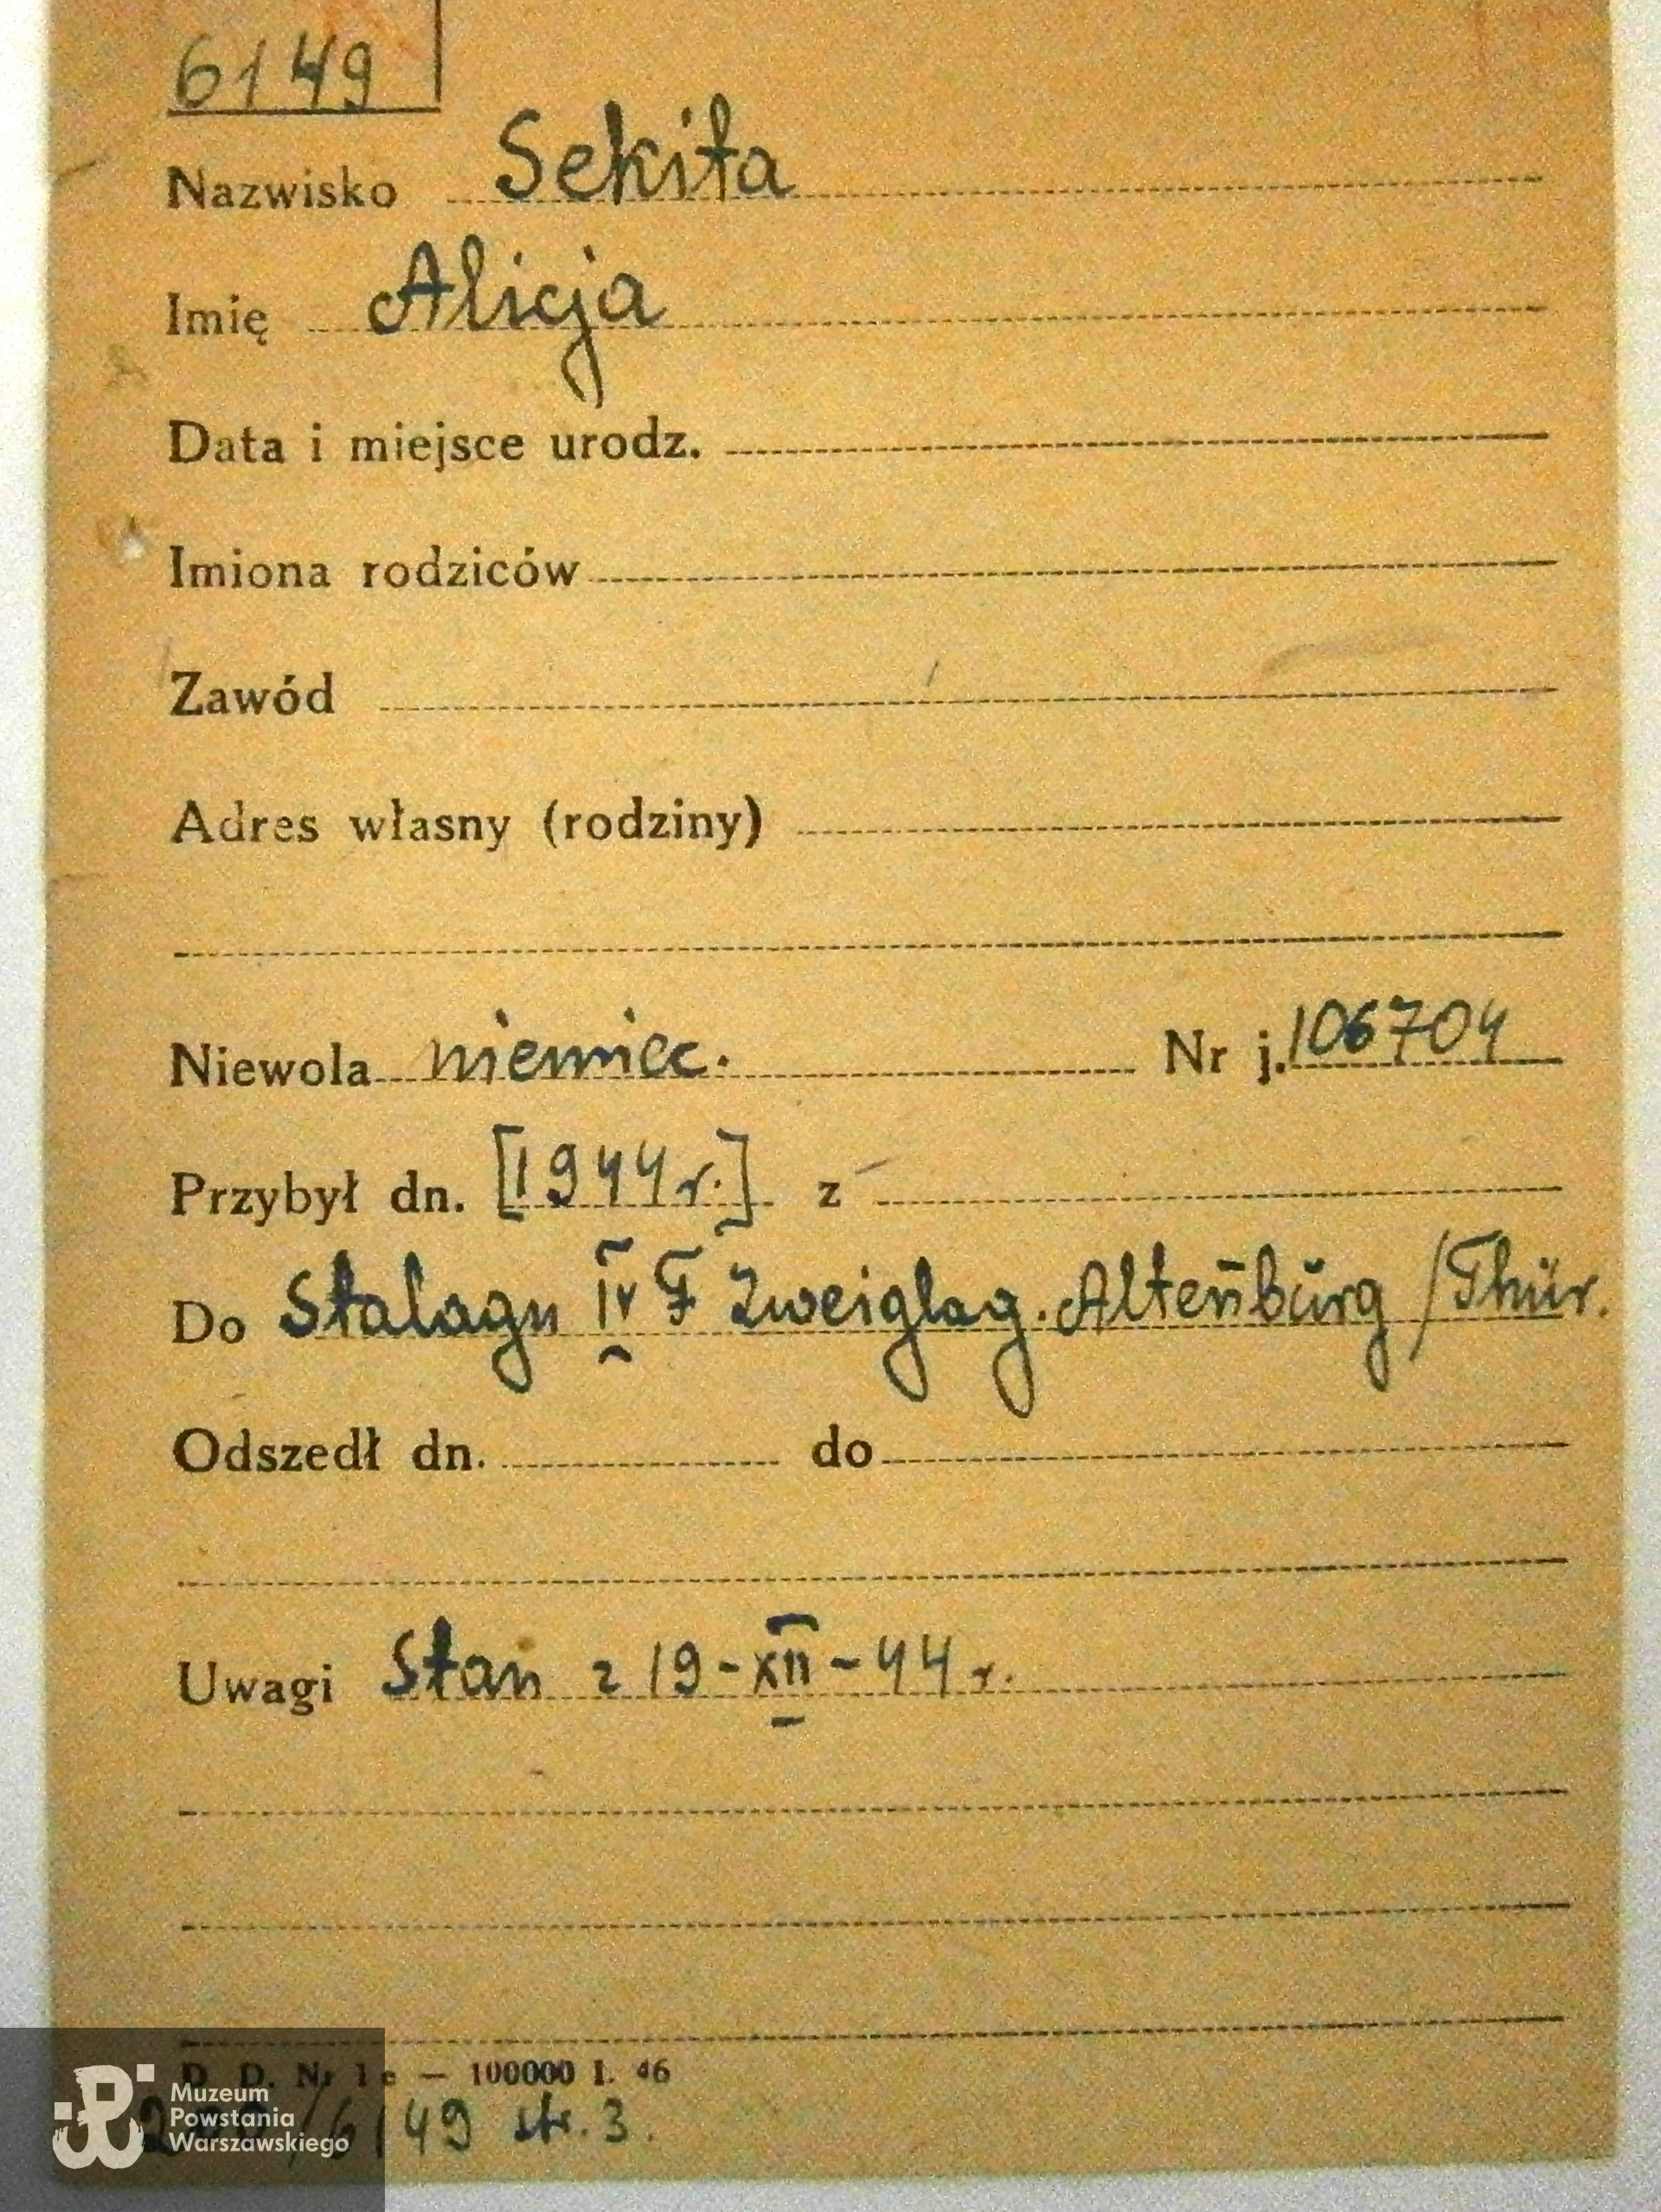 6149
Nazwisko Sekita
Imię Alicja
Data i miejsce urodz.
Imiona rodziców
Zawód
Adres własny (rodziny)
Niewola niemiec. Nr j. 106704
Przybył dn. [1944 r.] z
Do Stalagu IV F Zweiglag. Altenburg / Thür.
Odszedł dn. do
Uwagi Stan z 19-XII-44 r.
D. D. Nr 1 c — 100000 I. 46
/6149 str. 3.
Muzeum
Powstania
Warszawskiego